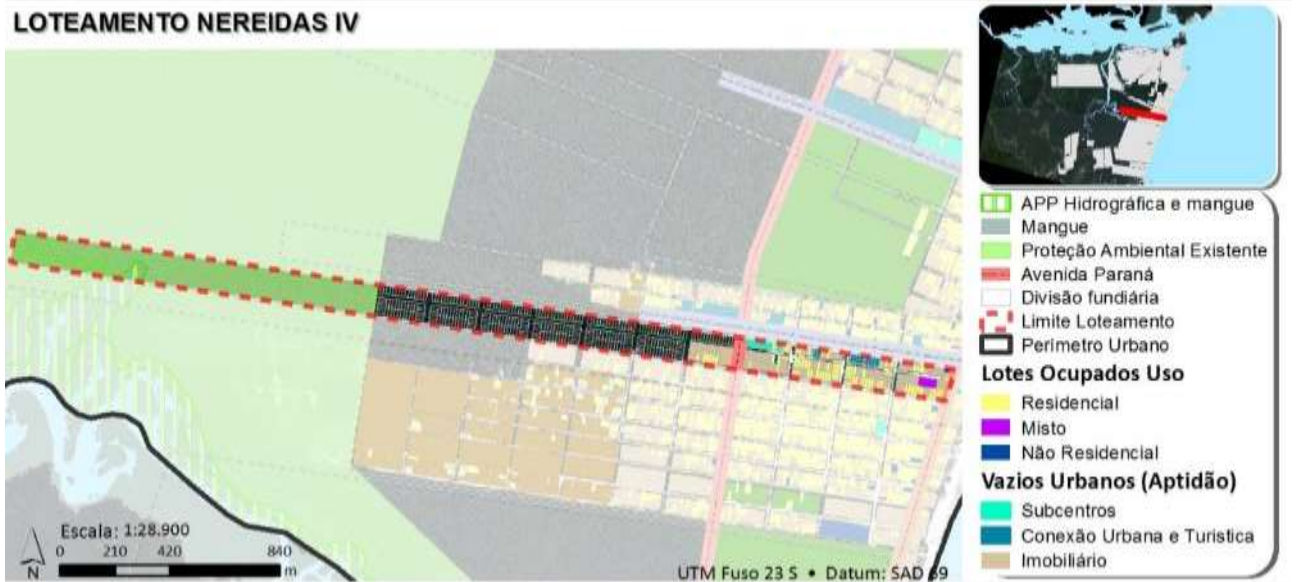 LOTEAMENTO NEREIDAS IV
APP Hidrográfica e mangue
Mangue
Proteção Ambiental Existente
Avenida Paraná
Divisão fundiária
Limite Loteamento
Perímetro Urbano
Lotes Ocupados Uso
Residencial
Misto
Não Residencial
Vazios Urbanos (Aptidão)
Subcentros
Conexão Urbana e Turistica
Imobiliário
Escala: 1:28.900
0 210 420 840
m
N
UTM Fuso 23 S • Datum: SAD 69